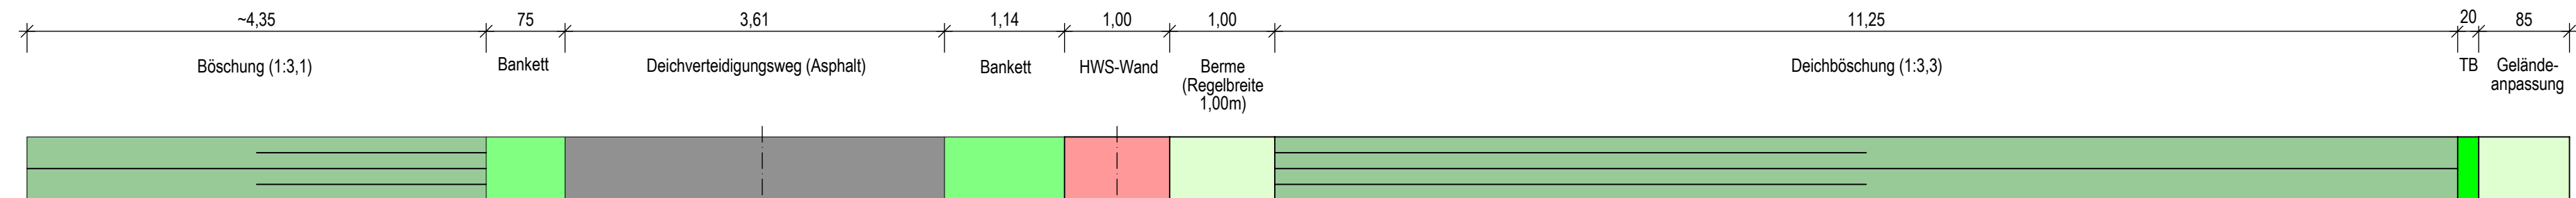 ~4,35 75 3,61 1,14 1,00 1,00 11,25 20 85
Böschung (1:3,1) Bankett Deichverteidigungsweg (Asphalt) Bankett HWS-Wand Berme Deichböschung (1:3,3) TB Gelände-
(Regelbreite anpassung
1,00m)